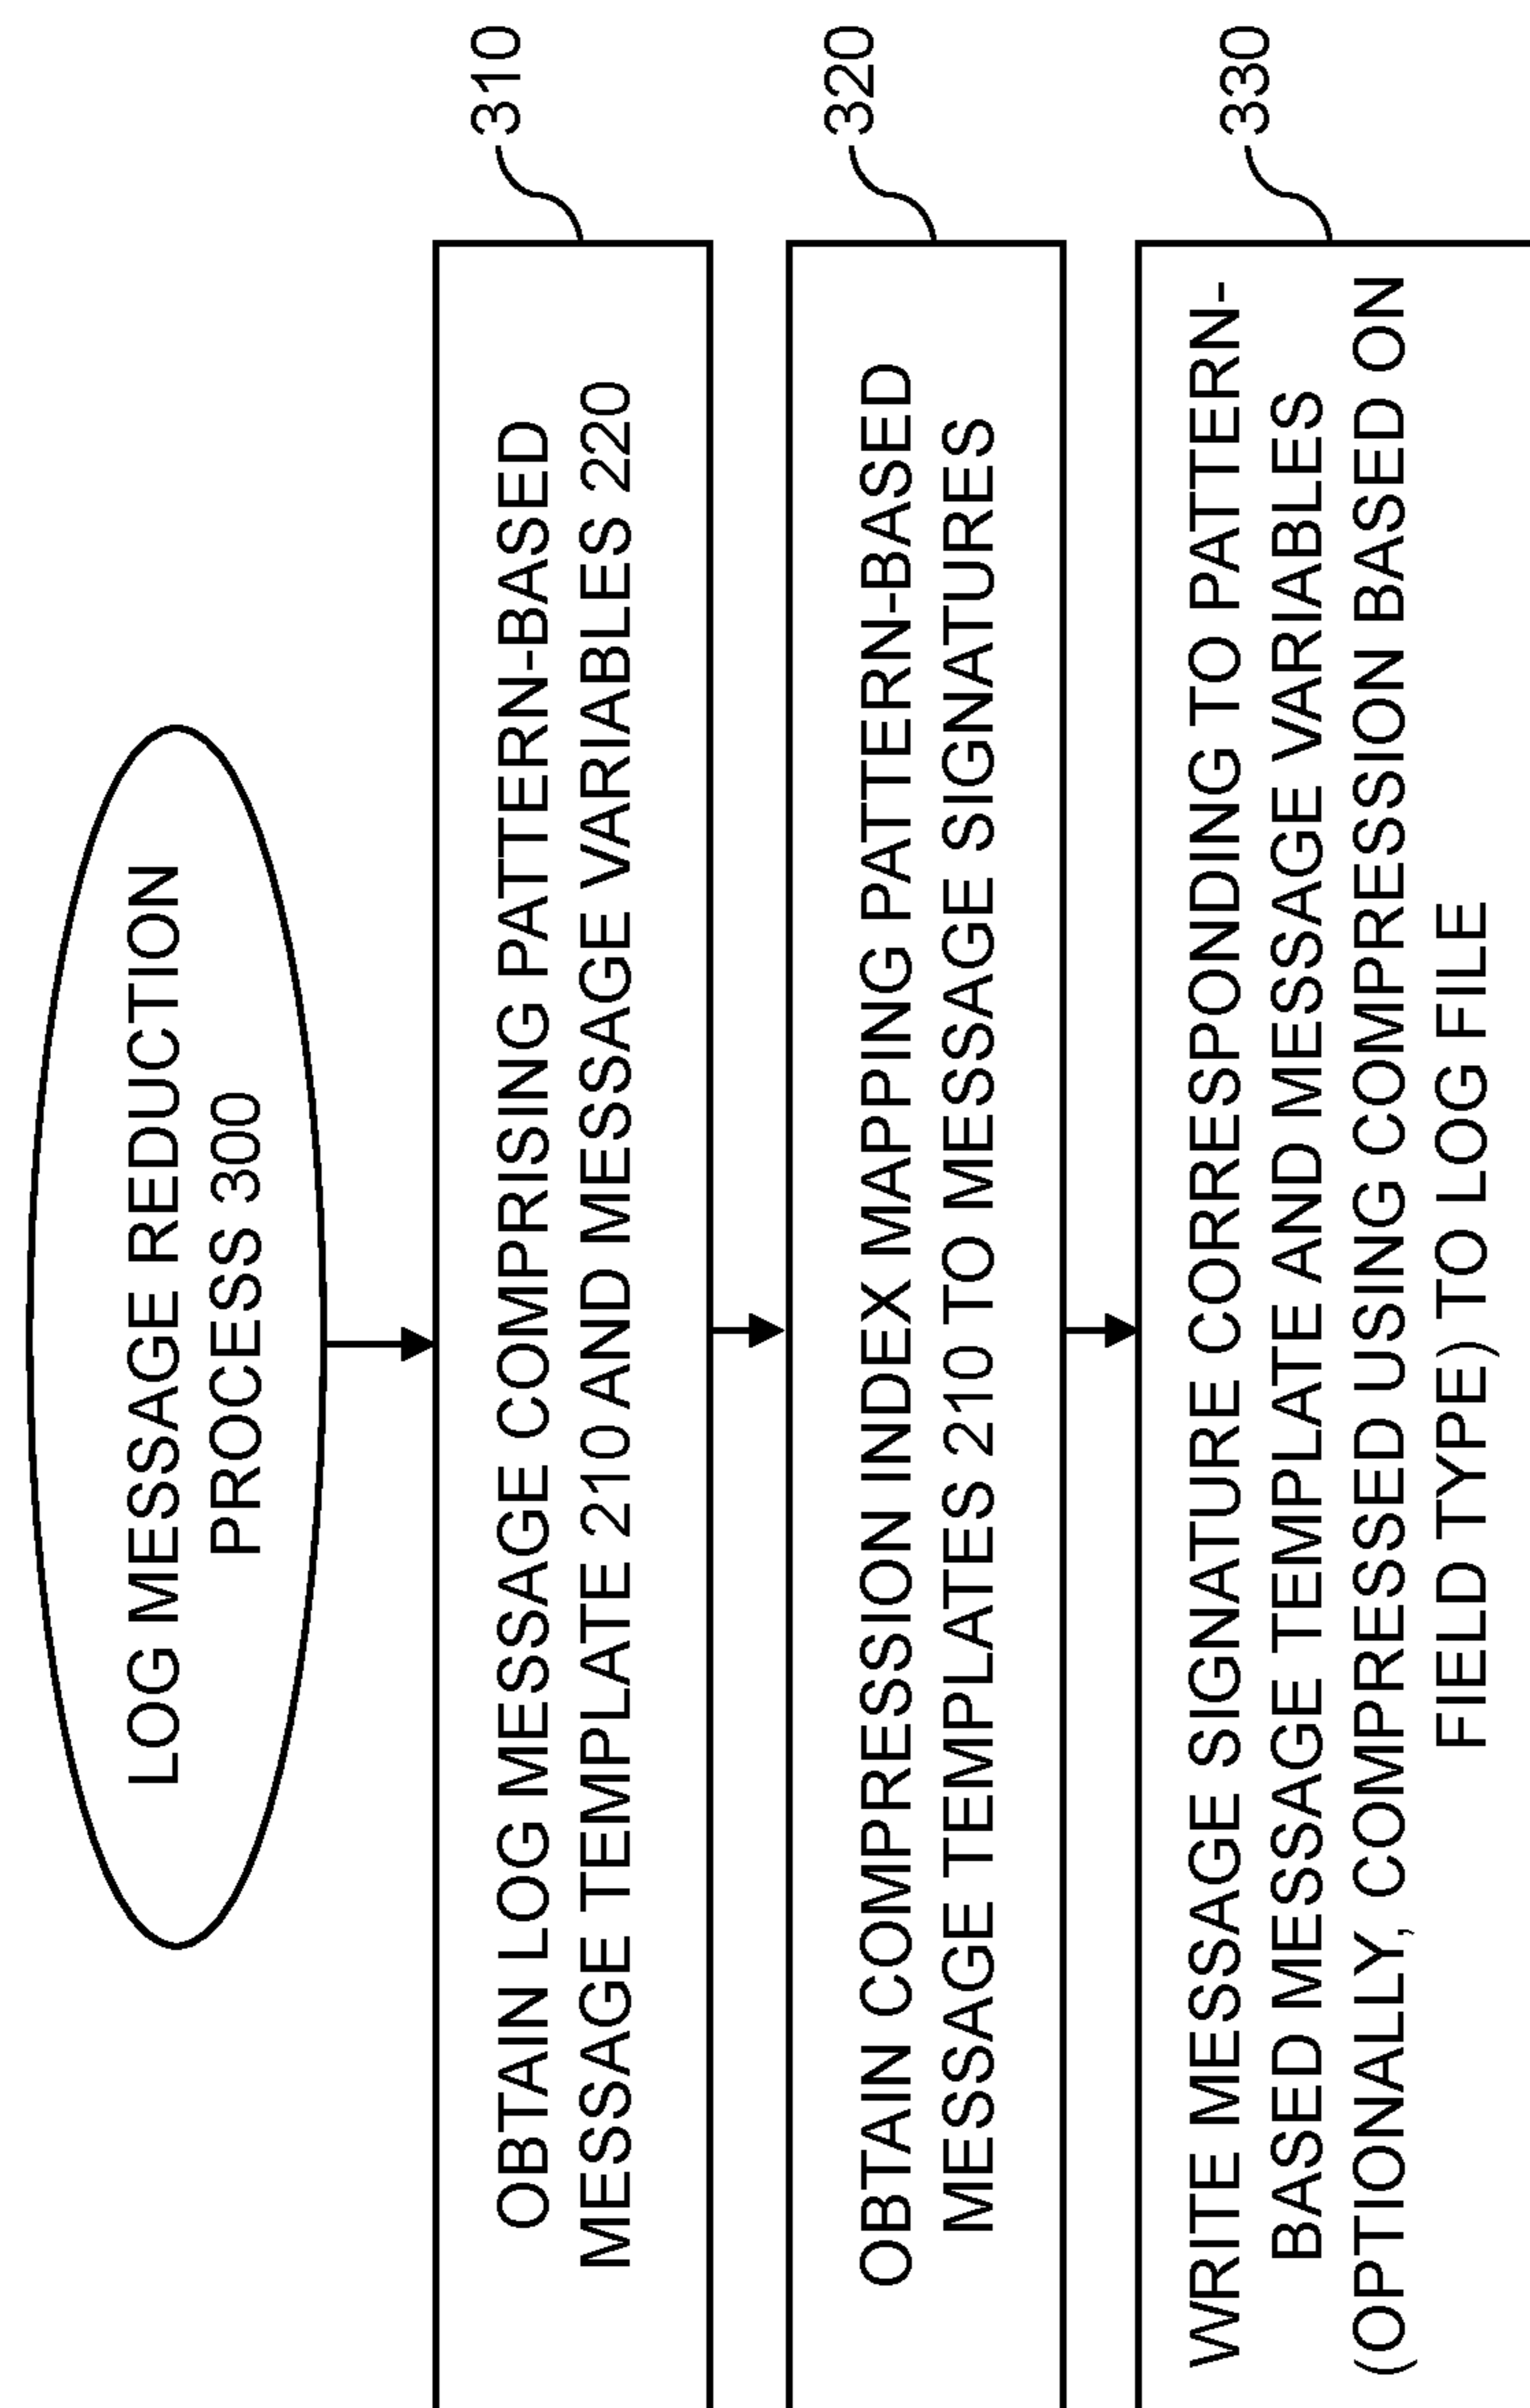 LOG MESSAGE REDUCTION
PROCESS 300
310
OBTAIN LOG MESSAGE COMPRISING PATTERN-BASED
MESSAGE TEMPLATE 210 AND MESSAGE VARIABLES 220
320
OBTAIN COMPRESSION INDEX MAPPING PATTERN-BASED
MESSAGE TEMPLATES 210 TO MESSAGE SIGNATURES
330
WRITE MESSAGE SIGNATURE CORRESPONDING TO PATTERN-
BASED MESSAGE TEMPLATE AND MESSAGE VARIABLES
(OPTIONALLY, COMPRESSED USING COMPRESSION BASED ON
FIELD TYPE) TO LOG FILE